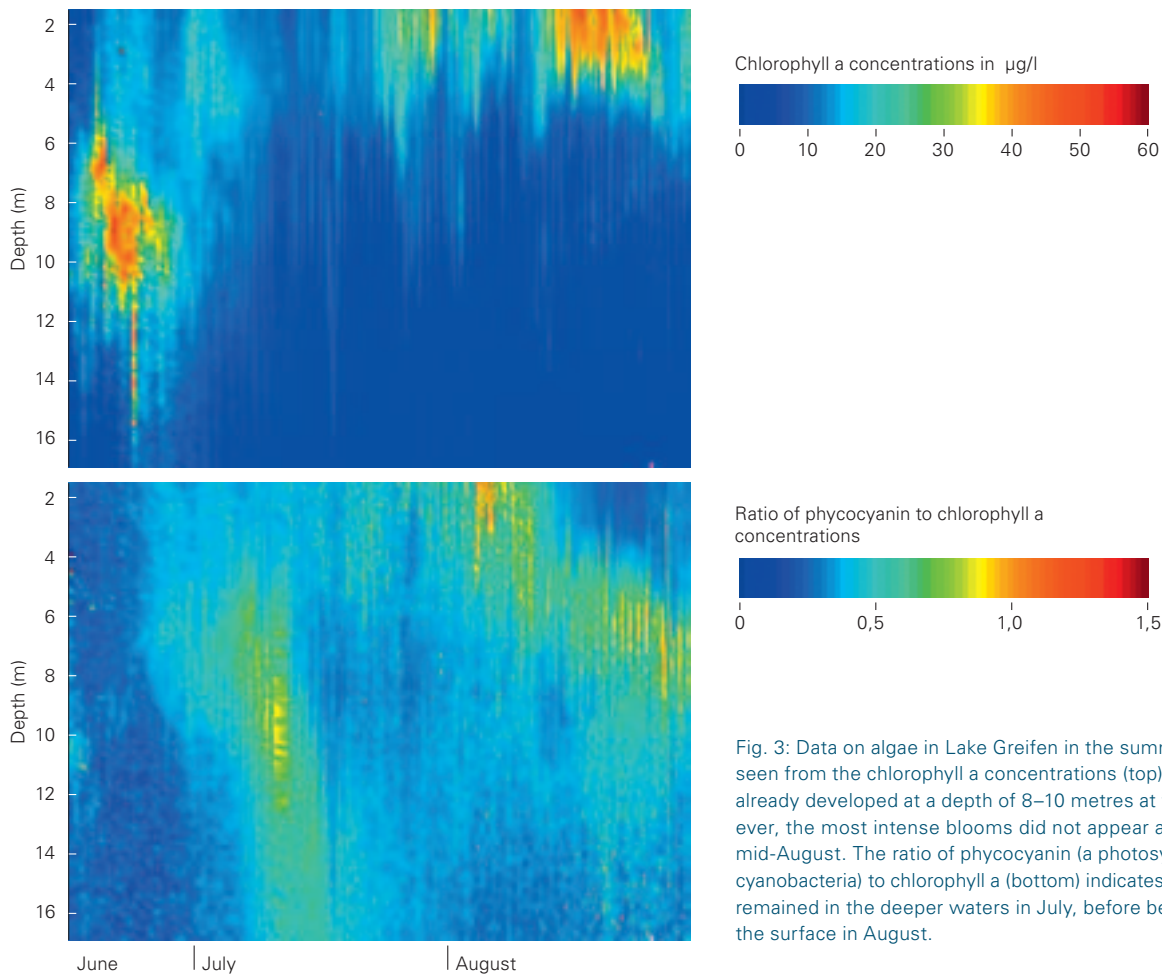 2
4
6
8
10
12
14
16
Depth (m)
Chlorophyll a concentrations in µg/l
0 10 20 30 40 50 60
2
4
6
8
10
12
14
16
Depth (m)
June July August
Ratio of phycocyanin to chlorophyll a
concentrations
0 0,5 1,0 1,5
Fig. 3: Data on algae in Lake Greifen in the
seen from the chlorophyll a concentrations (top)
already developed at a depth of 8–10 metres at
ever, the most intense blooms did not appear
mid-August. The ratio of phycocyanin (a
cyanobacteria) to chlorophyll a (bottom) indicates
remained in the deeper waters in July, before
the surface in August.